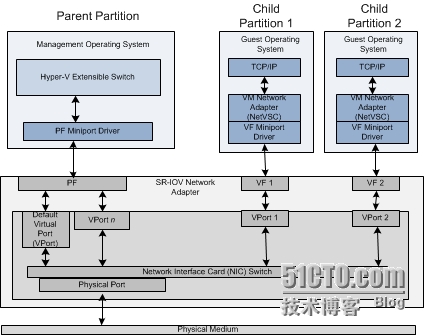 Parent Partition
Child
Partition 1
Child
Partition 2
Management Operating System
Hyper-V Extensible Switch
PF Miniport Driver
Guest Operating
System
TCP/IP
VM Network
Adapter
(NetVSC)
VF Miniport
Driver
Guest Operating
System
TCP/IP
VM Network
Adapter
(NetVSC)
VF Miniport
Driver
PF
SR-IOV Network
Adapter
VF 1
VF 2
Default
Virtual
Port
(VPort)
VPort n
VPort 1
VPort 2
Network Interface Card (NIC) Switch
Physical Port
51CTO.com
技术博客 Blog
Physical Medium